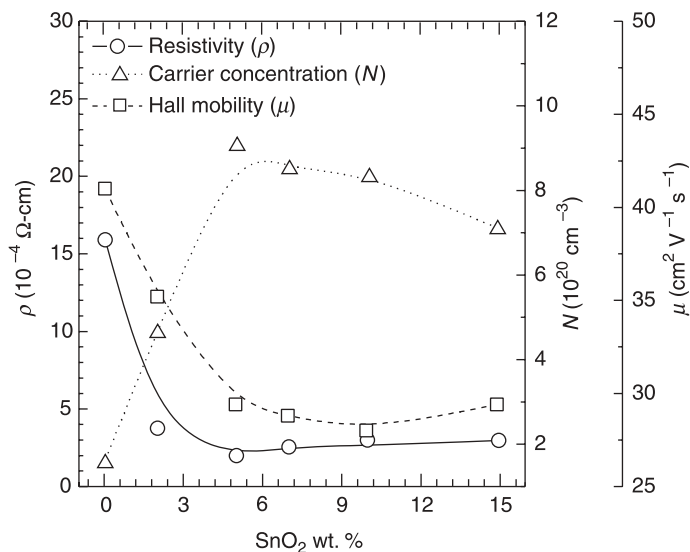 30
25
20
15
10
5
0
ρ (10⁻⁴ Ω-cm)
Resistivity (ρ)
Carrier concentration (N)
Hall mobility (μ)
0 3 6 9 12 15
SnO₂ wt. %
12
10
8
6
4
2
N (10²⁰ cm⁻³)
50
45
40
35
30
25
μ (cm² V⁻¹ s⁻¹)